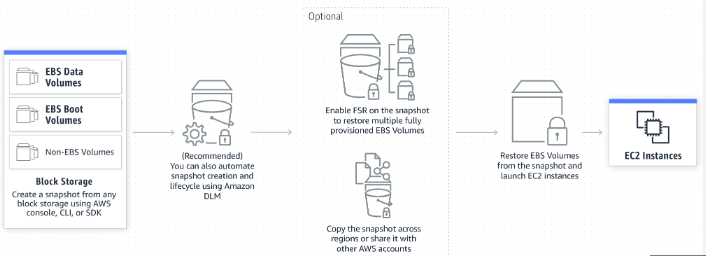 Optional
EBS Data
Volumes
EBS Boot
Volumes
Non-EBS Volumes
Block Storage
Create a snapshot from any
block storage using AWS
console, CLI, or SDK
(Recommended)
You can also automate
snapshot creation and
lifecycle using Amazon
DLM
Enable FSR on the snapshot
to restore multiple fully
provisioned EBS Volumes
Copy the snapshot across
regions or share it with
other AWS accounts
Restore EBS Volumes
from the snapshot and
launch EC2 instances
EC2 Instances